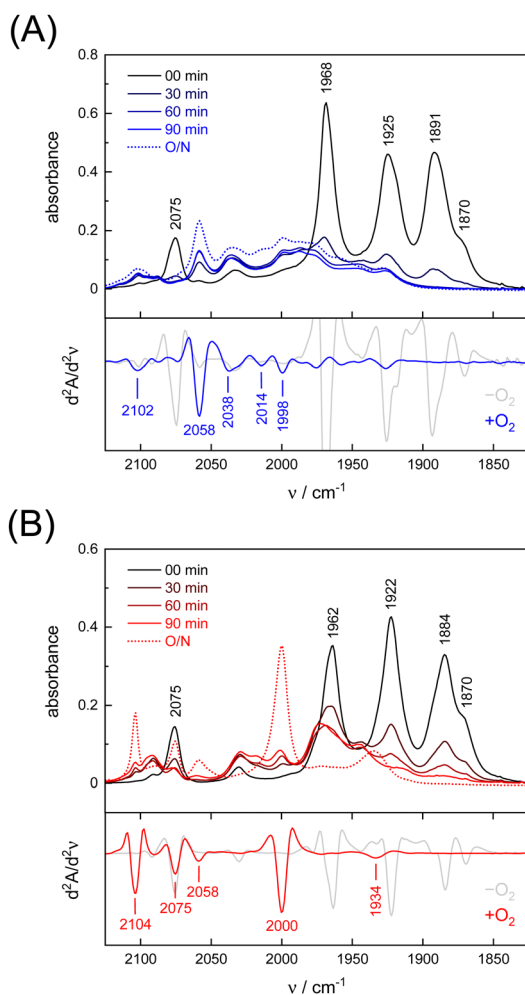 (A)
0.8
0.6
0.4
0.2
0
absorbance
00 min
30 min
60 min
90 min
O/N
2075
1968
1925
1891
1870
d²A/d²ν
2102
2058
2038
2014
1998
−O₂
+O₂
2100 2050 2000 1950 1900 1850
ν / cm⁻¹
(B)
0.6
0.4
0.2
0
absorbance
00 min
30 min
60 min
90 min
O/N
2075
1962
1922
1884
1870
d²A/d²ν
2104
2075
2058
2000
1934
−O₂
+O₂
2100 2050 2000 1950 1900 1850
ν / cm⁻¹